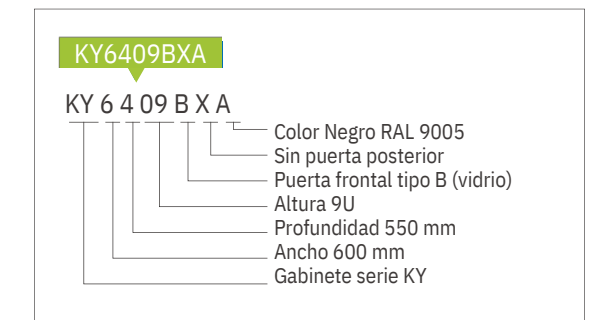 KY6409BXA
KY 6 4 09 B X A
Color Negro RAL 9005
Sin puerta posterior
Puerta frontal tipo B (vidrio)
Altura 9U
Profundidad 550 mm
Ancho 600 mm
Gabinete serie KY